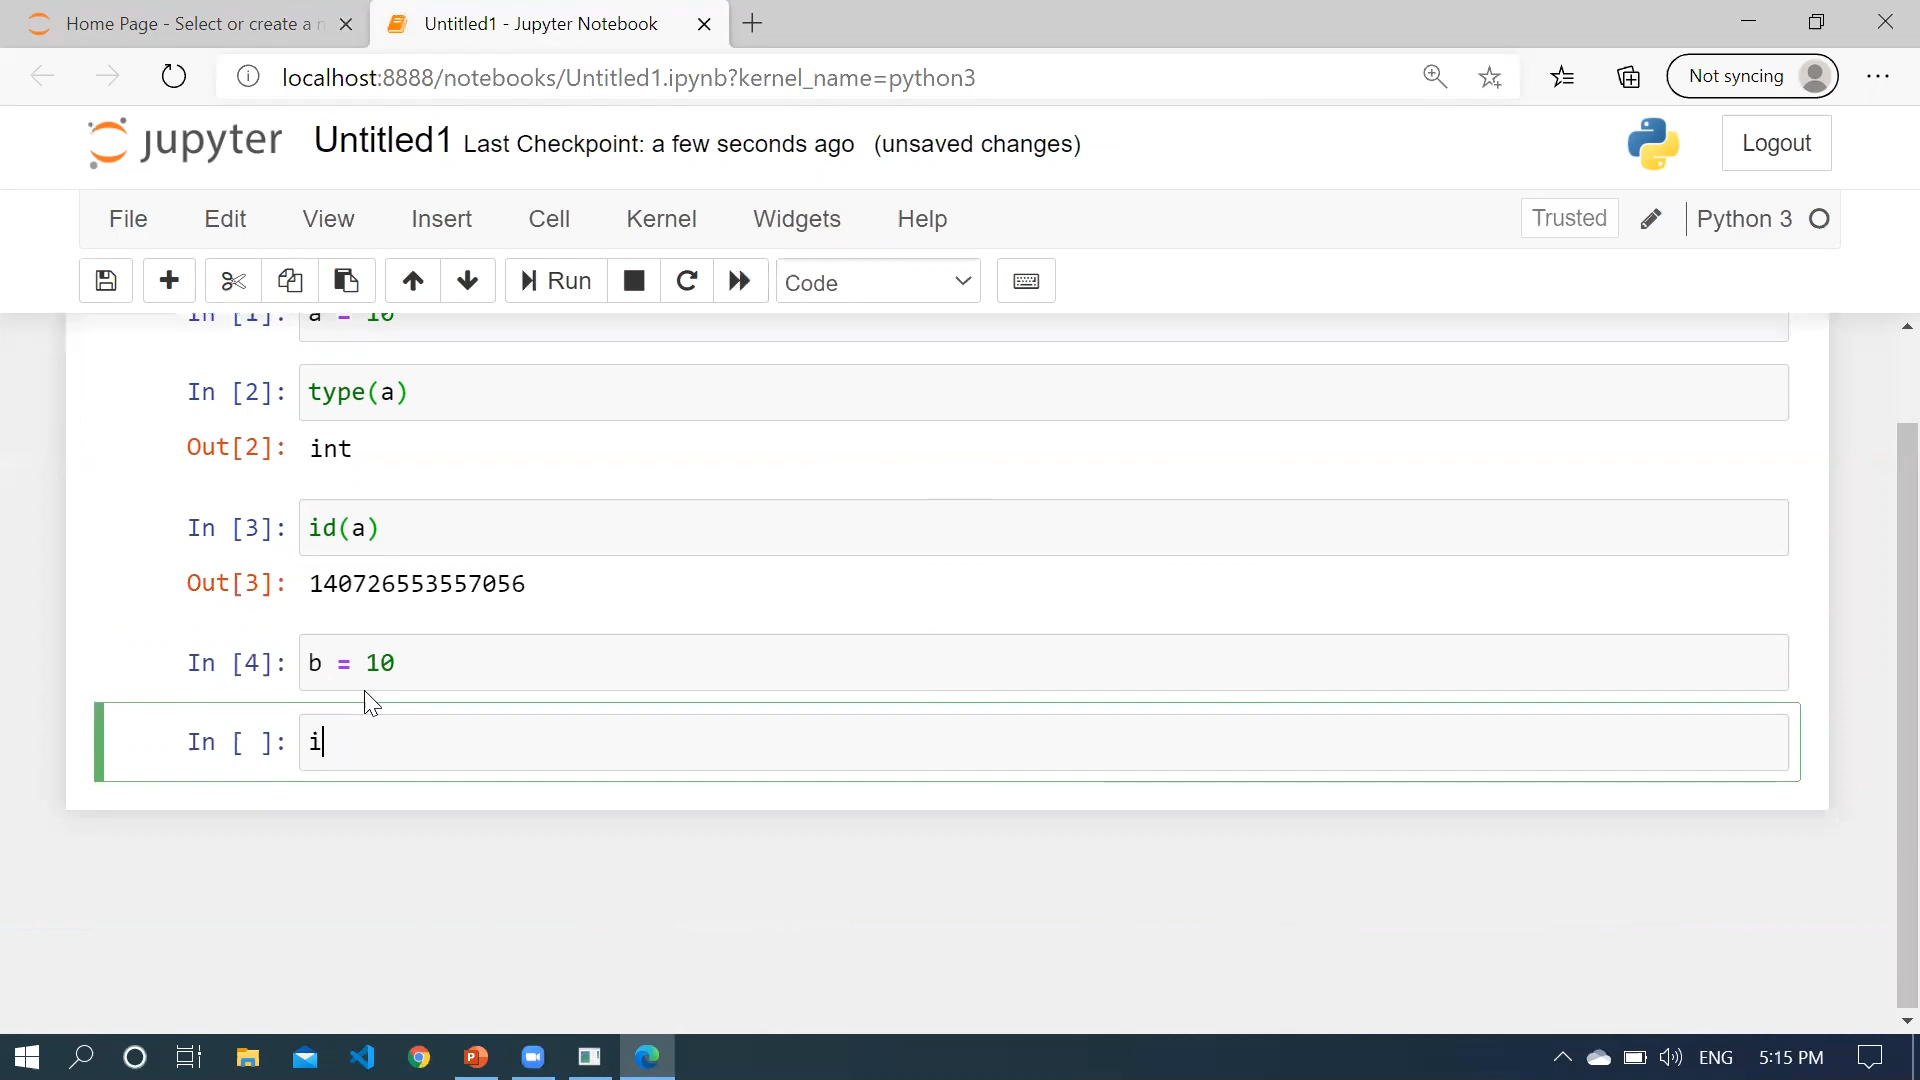 Home Page - Select or create a n
Untitled1 - Jupyter Notebook
localhost:8888/notebooks/Untitled1.ipynb?kernel_name=python3
Not syncing
jupyter Untitled1 Last Checkpoint: a few seconds ago (unsaved changes)
Logout
File Edit View Insert Cell Kernel Widgets Help
Trusted Python 3
Run Code
In [1]: a = 10
In [2]: type(a)
Out[2]: int
In [3]: id(a)
Out[3]: 140726553557056
In [4]: b = 10
In [ ]: i
ENG 5:15 PM